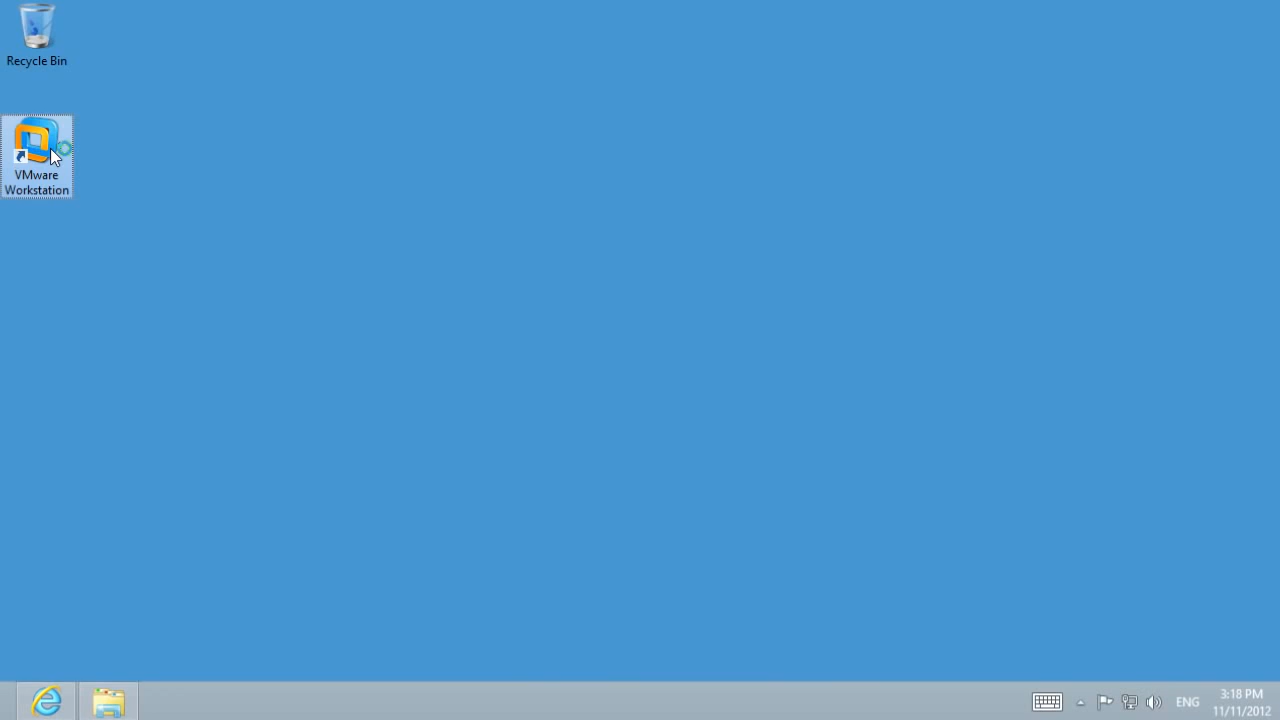 Recycle Bin
VMware
Workstation
ENG
3:18 PM
11/11/2012